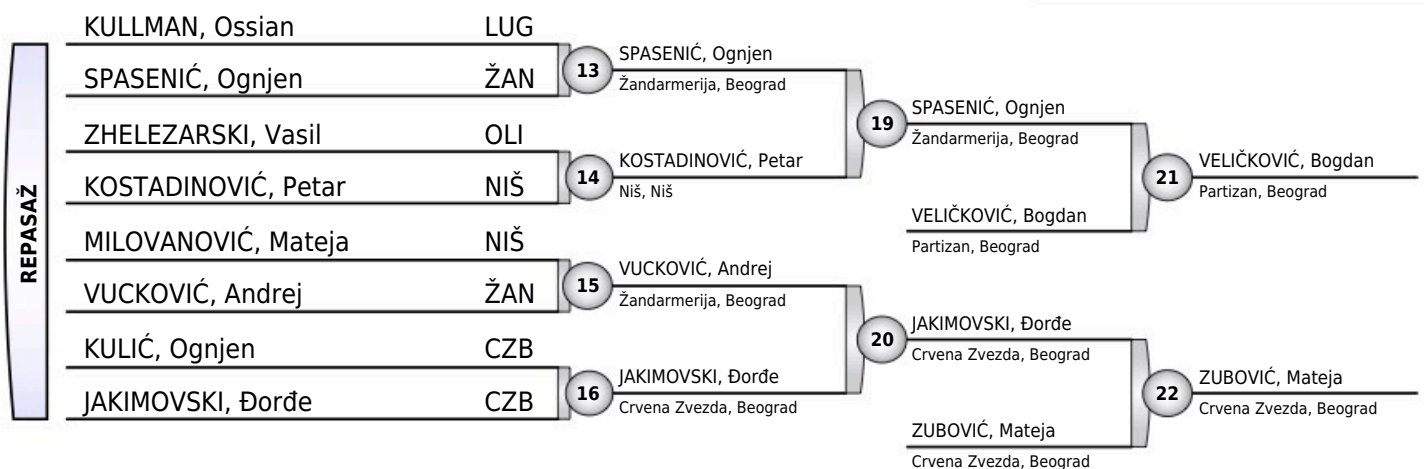 REPASAŽ
KULLMAN, Ossian LUG
SPASENIĆ, Ognjen ŽAN
ZHELEZARSKI, Vasil OLI
KOSTADINOVIĆ, Petar NIŠ
MILOVANOVIĆ, Mateja NIŠ
VUCKOVIĆ, Andrej ŽAN
KULIĆ, Ognjen CZB
JAKIMOVSKI, Đorđe CZB
13
SPASENIĆ, Ognjen
Žandarmerija, Beograd
14
KOSTADINOVIĆ, Petar
Niš, Niš
15
VUCKOVIĆ, Andrej
Žandarmerija, Beograd
16
JAKIMOVSKI, Đorđe
Crvena Zvezda, Beograd
19
SPASENIĆ, Ognjen
Žandarmerija, Beograd
VELIČKOVIĆ, Bogdan
Partizan, Beograd
20
JAKIMOVSKI, Đorđe
Crvena Zvezda, Beograd
ZUBOVIĆ, Mateja
Crvena Zvezda, Beograd
21
VELIČKOVIĆ, Bogdan
Partizan, Beograd
22
ZUBOVIĆ, Mateja
Crvena Zvezda, Beograd